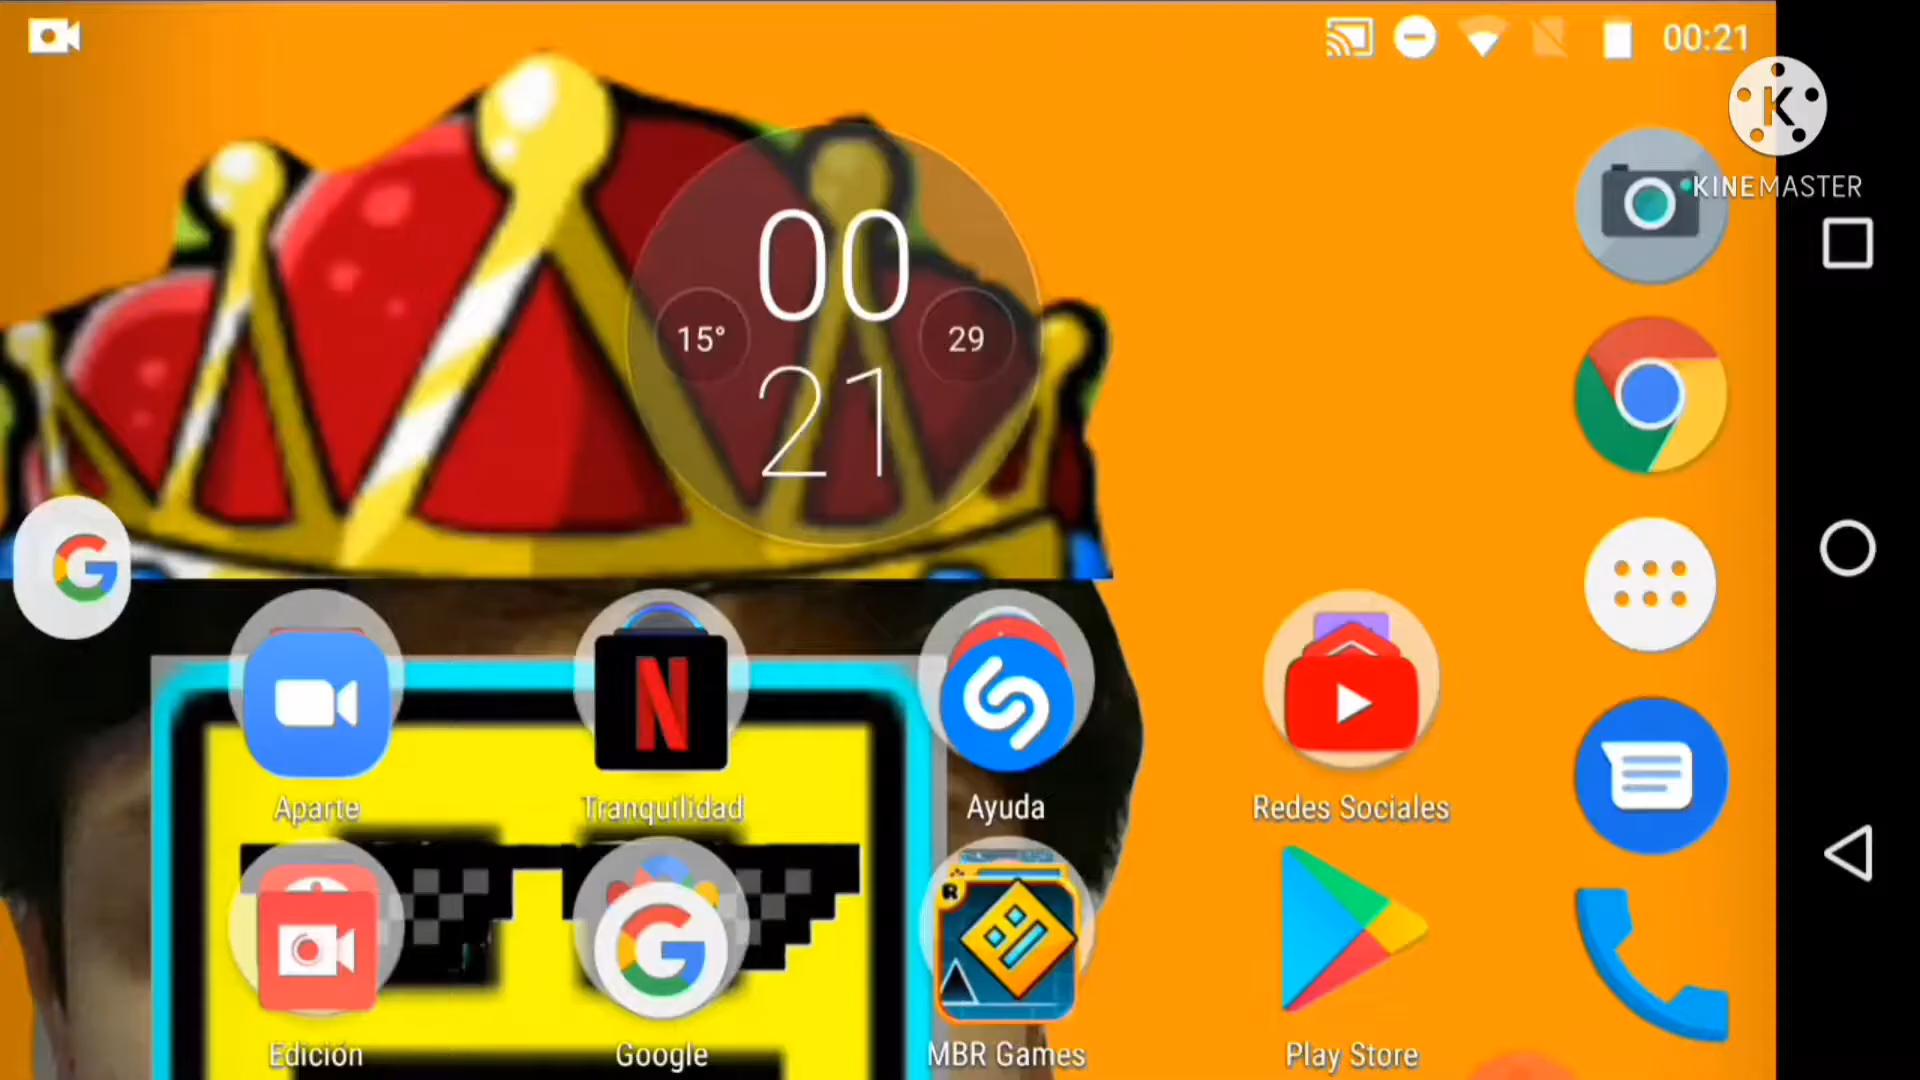 00:21
KINEMASTER
00
15°
29
21
Aparte
Tranquilidad
Ayuda
Redes Sociales
Edición
Google
MBR Games
Play Store